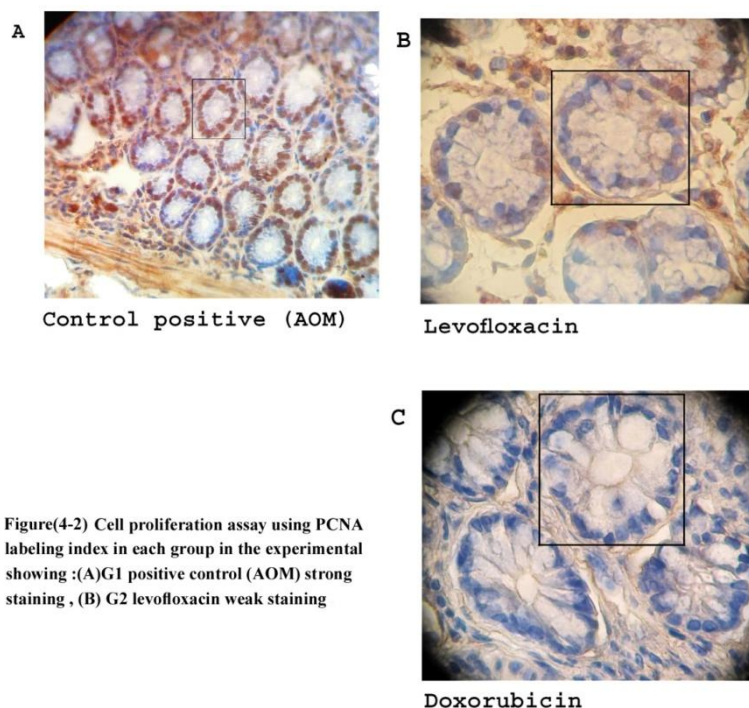 A
B
Control positive (AOM)
Levofloxacin
C
Figure(4-2) Cell proliferation assay using PCNA
labeling index in each group in the experimental
showing :(A)G1 positive control (AOM) strong
staining , (B) G2 levofloxacin weak staining
Doxorubicin